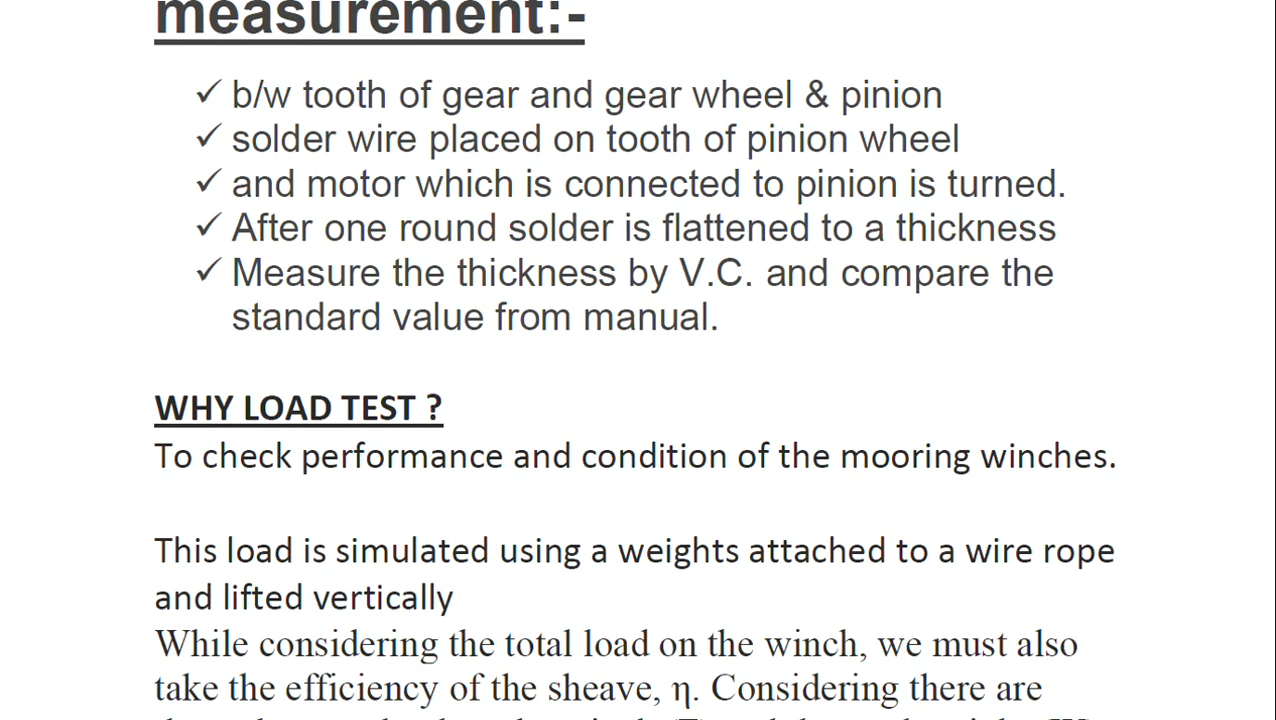 measurement:-
✓ b/w tooth of gear and gear wheel & pinion
✓ solder wire placed on tooth of pinion wheel
✓ and motor which is connected to pinion is turned.
✓ After one round solder is flattened to a thickness
✓ Measure the thickness by V.C. and compare the
standard value from manual.
WHY LOAD TEST ?
To check performance and condition of the mooring winches.
This load is simulated using a weights attached to a wire rope
and lifted vertically
While considering the total load on the winch, we must also
take the efficiency of the sheave, η. Considering there are